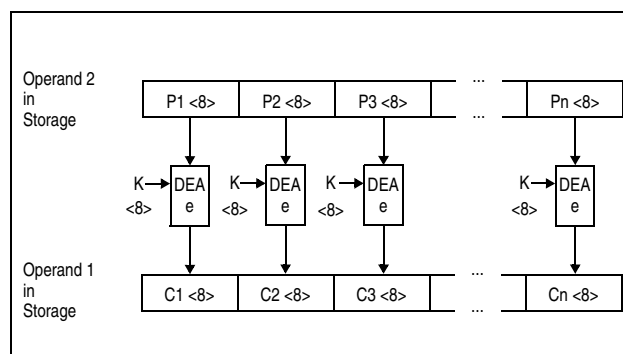 Operand 2
in
Storage
P1 <8> P2 <8> P3 <8> ... Pn <8>
...
K DEA K DEA K DEA K DEA
<8> e <8> e <8> e <8> e
Operand 1
in
Storage
...
C1 <8> C2 <8> C3 <8> ... Cn <8>